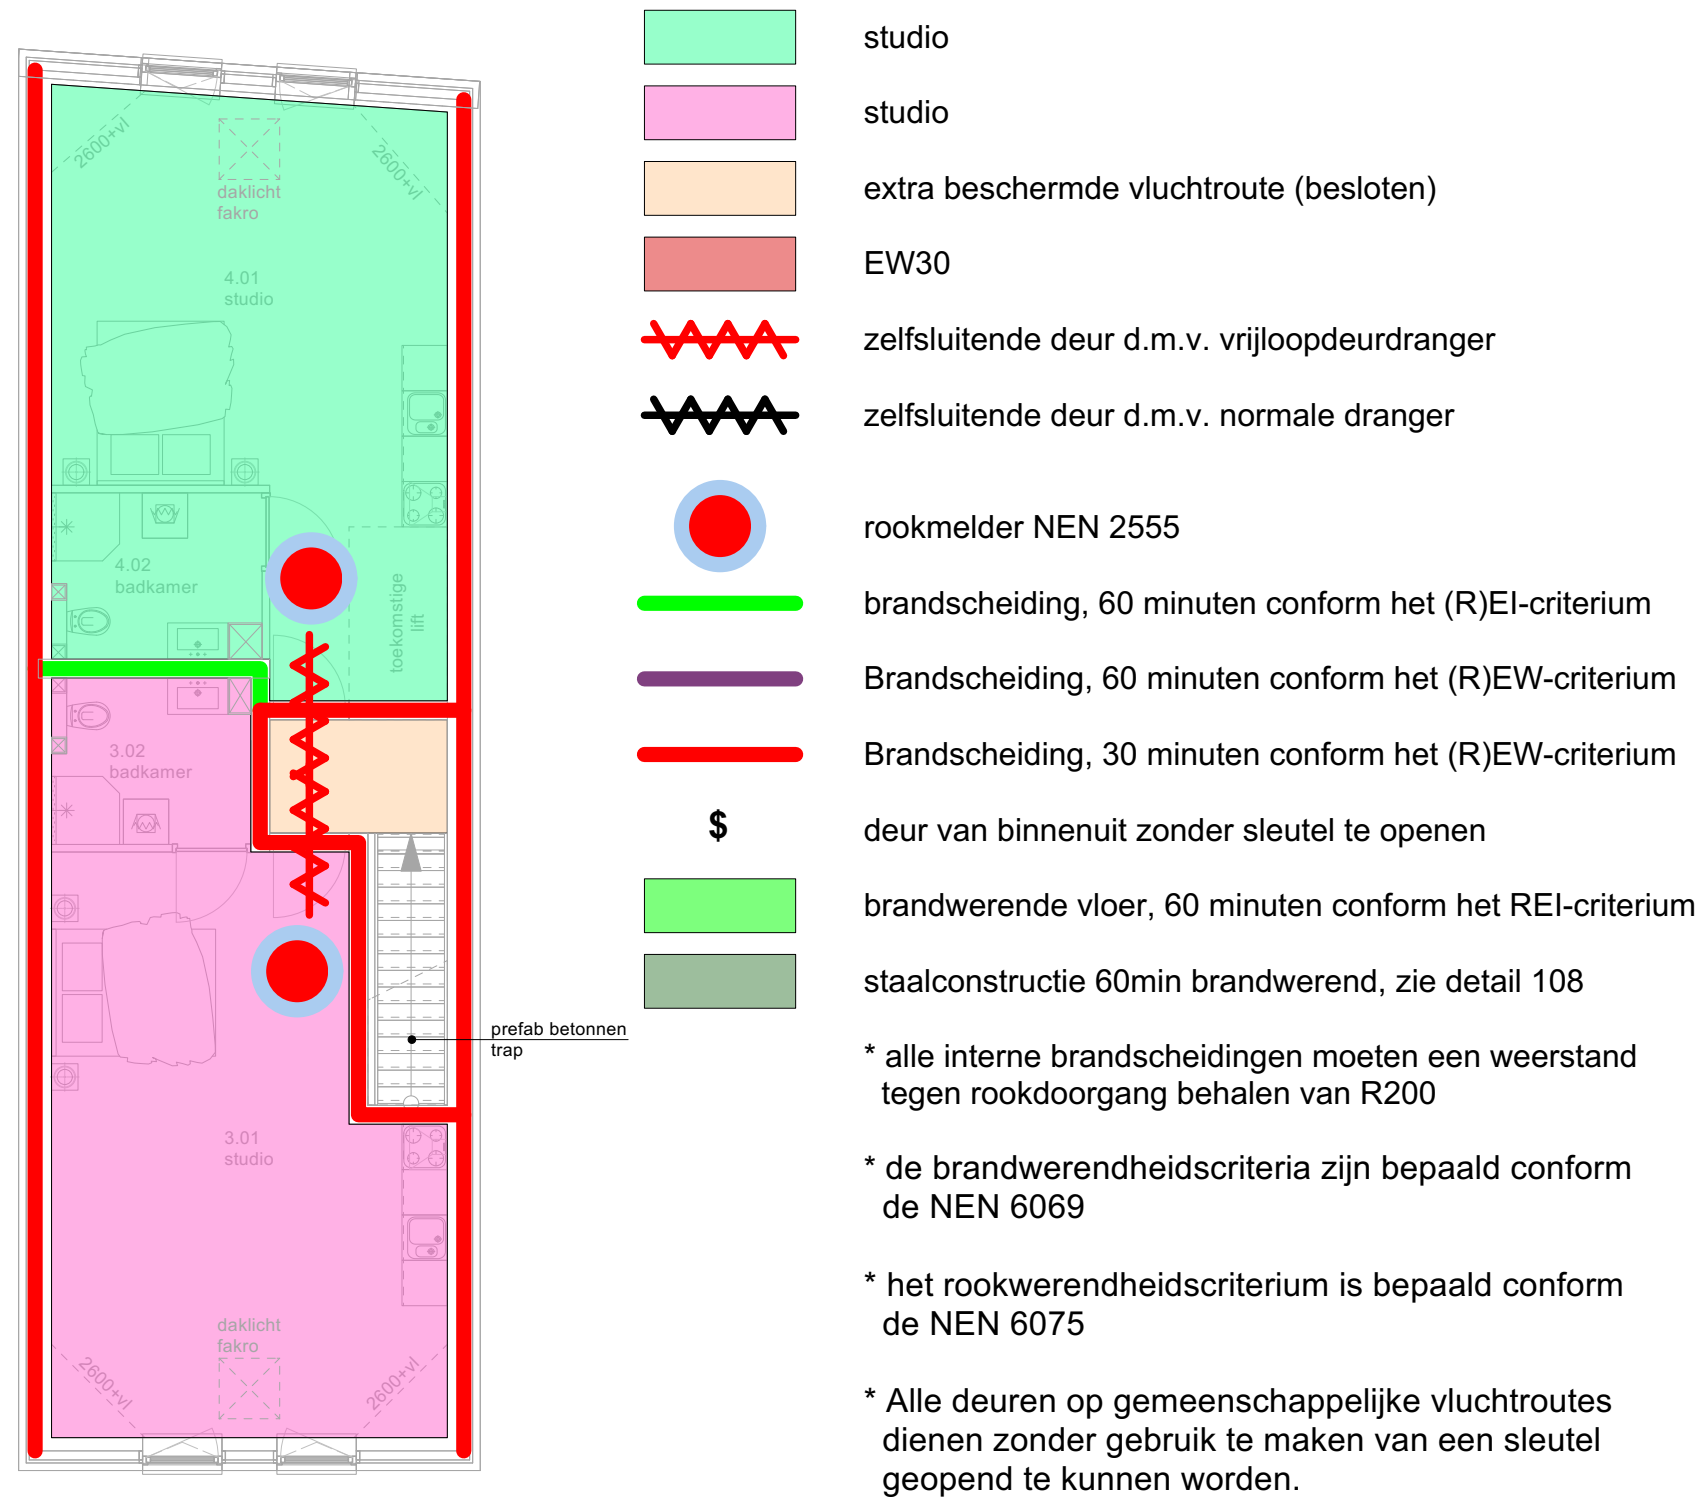 2600+vl
2600+vl
daklicht
fakro
4.01
studio
4.02
badkamer
toekomstige
lift
3.02
badkamer
prefab betonnen
trap
3.01
studio
daklicht
fakro
2600+vl
2600+vl
studio
studio
extra beschermde vluchtroute (besloten)
EW30
zelfsluitende deur d.m.v. vrijloopdeurdranger
zelfsluitende deur d.m.v. normale dranger
rookmelder NEN 2555
brandscheiding, 60 minuten conform het (R)EI-criterium
Brandscheiding, 60 minuten conform het (R)EW-criterium
Brandscheiding, 30 minuten conform het (R)EW-criterium
$ deur van binnenuit zonder sleutel te openen
brandwerende vloer, 60 minuten conform het REI-criterium
staalconstructie 60min brandwerend, zie detail 108
* alle interne brandscheidingen moeten een weerstand
tegen rookdoorgang behalen van R200
* de brandwerendheidscriteria zijn bepaald conform
de NEN 6069
* het rookwerendheidscriterium is bepaald conform
de NEN 6075
* Alle deuren op gemeenschappelijke vluchtroutes
dienen zonder gebruik te maken van een sleutel
geopend te kunnen worden.